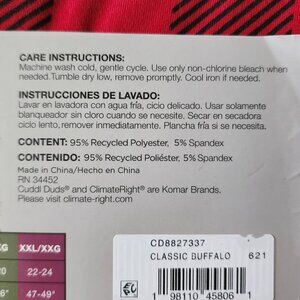 CARE INSTRUCTIONS:
Machine wash cold, gentle cycle. Use only non-chlorine bleach when
needed.Tumble dry low, remove promptly. Cool iron if needed.
INSTRUCCIONES DE LAVADO:
Lavar en lavadora con agua fría, ciclo delicado. Usar solamente
blanqueador sin cloro cuando se necesite. Secar en secadora
ciclo lento,remover inmediatamente. Plancha fría si se necesita.
CONTENT: 95% Recycled Polyester, 5% Spandex
CONTENIDO: 95% Recycled Poliéster, 5% Spandex
Made in China/Hecho en China
RN 34452
Cuddl Duds® and ClimateRight® are Komar Brands.
Please visit climate-right.com
XXL/XXG
22-24
47-49"
CD8827337
CLASSIC BUFFALO 621
1 98110 45806